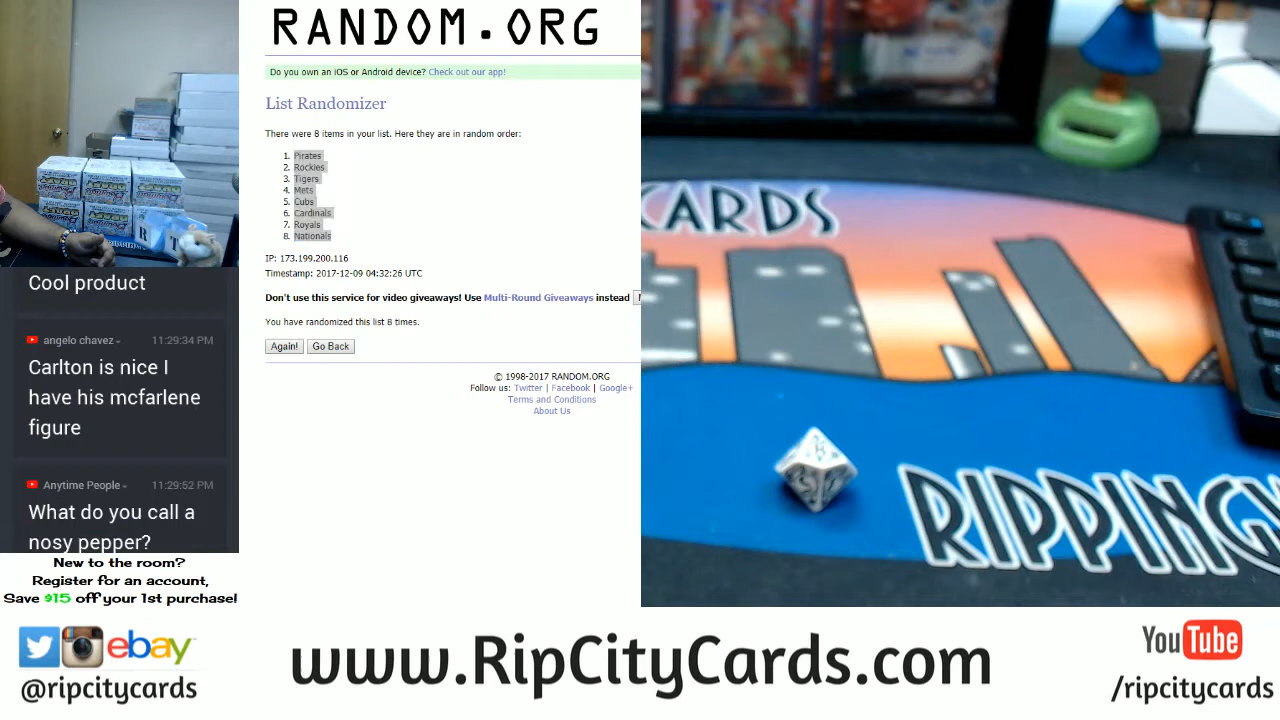 RANDOM.ORG
Do you own an iOS or Android device? Check out our app!
List Randomizer
There were 8 items in your list. Here they are in random order:
1. Pirates
2. Rockies
3. Tigers
4. Mets
5. Cubs
6. Cardinals
7. Royals
8. Nationals
IP: 173.199.200.116
Timestamp: 2017-12-09 04:32:26 UTC
Don't use this service for video giveaways! Use Multi-Round Giveaways instead
You have randomized this list 8 times.
Again! Go Back
© 1998-2017 RANDOM.ORG
Follow us: Twitter | Facebook | Google+
Terms and Conditions
About Us
Cool product
angelo chavez 11:29:34 PM
Carlton is nice I
have his mcfarlene
figure
Anytime People 11:29:52 PM
What do you call a
nosy pepper?
New to the room?
Register for an account,
Save $15 off your 1st purchase!
ebay
@ripcitycards
www.RipCityCards.com
YouTube
/ripcitycards
CARDS
RIPPING